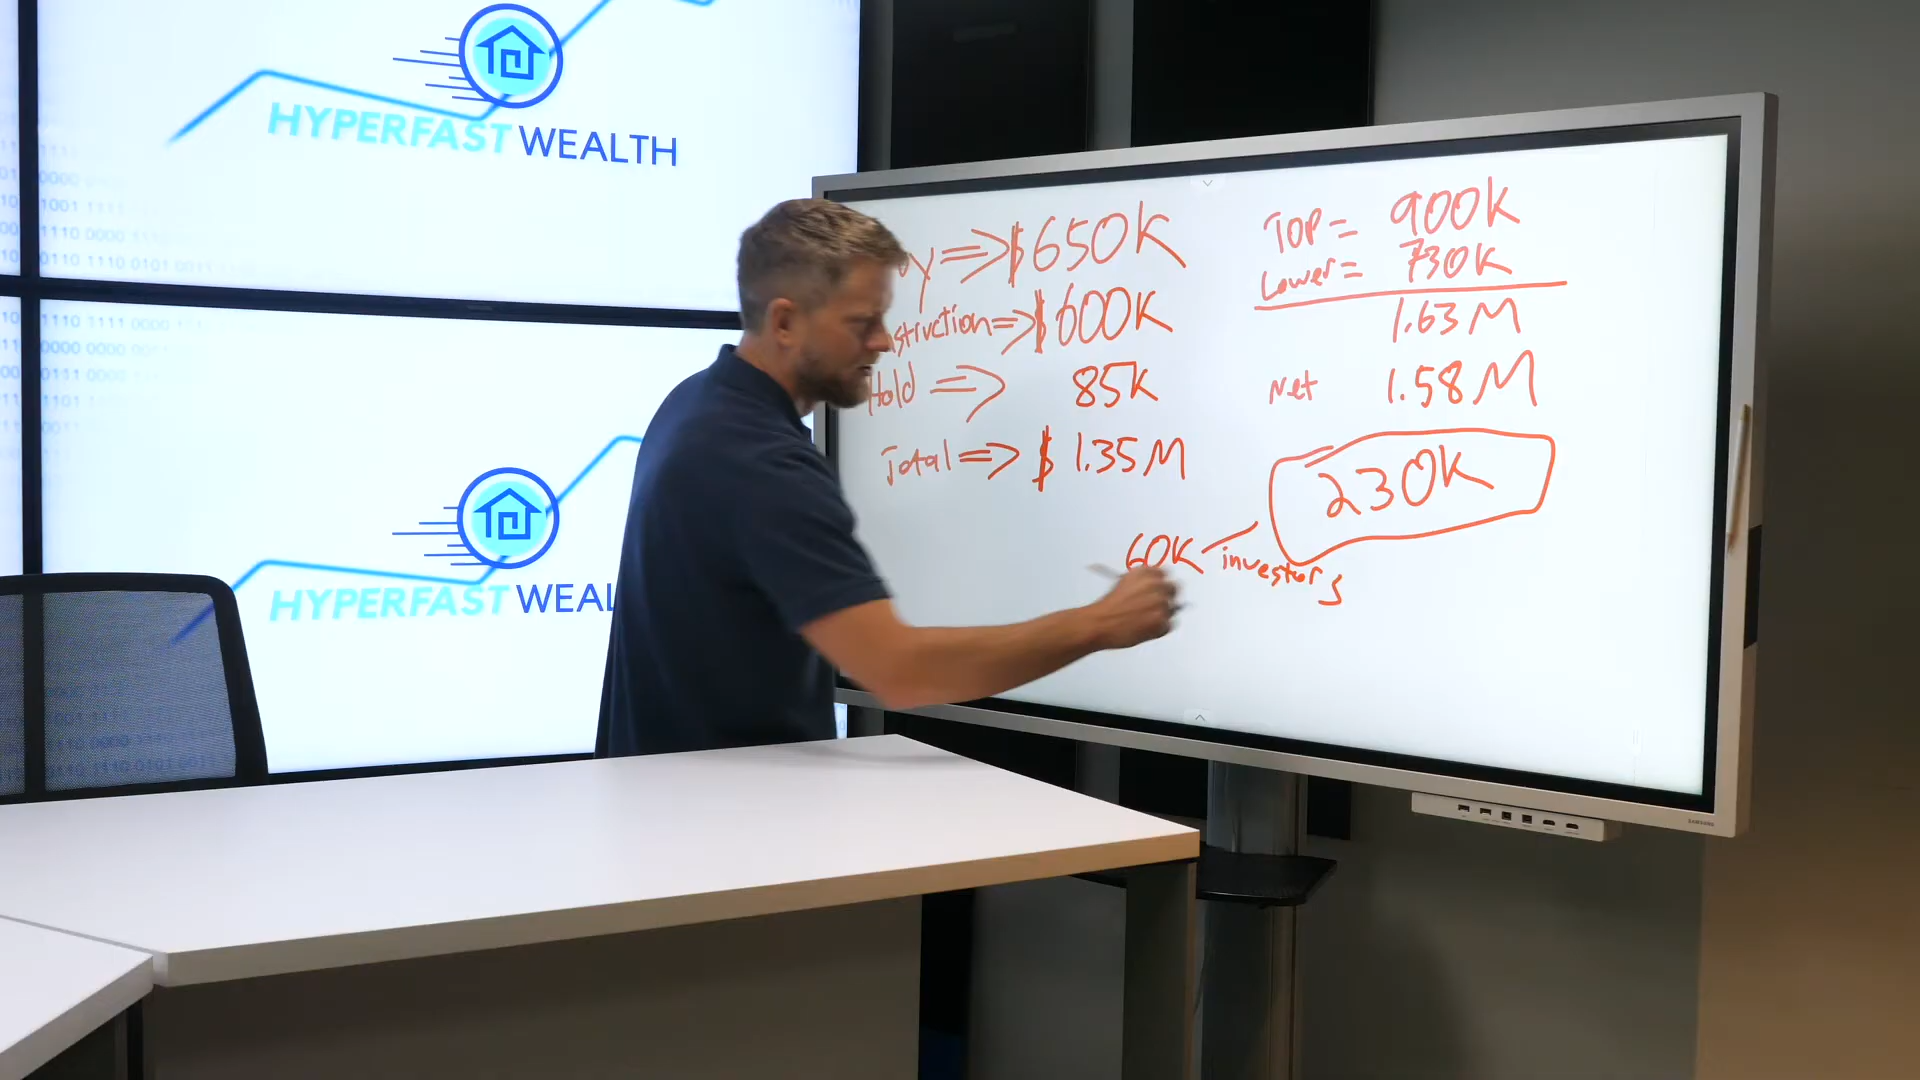 HYPERFAST WEALTH
HYPERFAST WEAL
y => $650K
struction => $600K
Hold => 85K
Total => $ 1.35M
TOP = 900K
Lower = 730K
1.63M
Net 1.58M
230K
60K investors
SAMSUNG